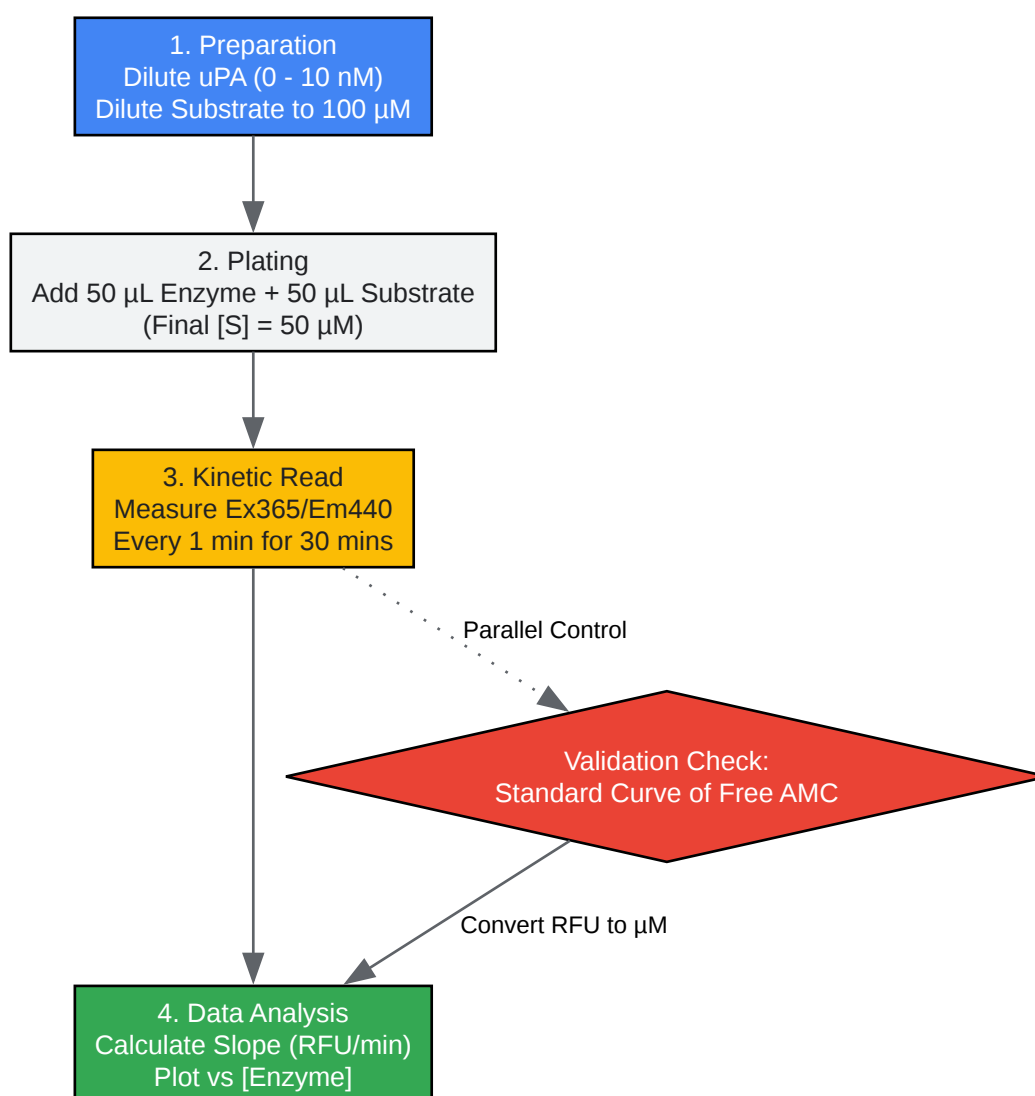 1. Preparation
Dilute uPA (0 - 10 nM)
Dilute Substrate to 100 µM
2. Plating
Add 50 µL Enzyme + 50 µL Substrate
(Final [S] = 50 µM)
3. Kinetic Read
Measure Ex365/Em440
Every 1 min for 30 mins
Parallel Control
Validation Check:
Standard Curve of Free AMC
Convert RFU to µM
4. Data Analysis
Calculate Slope (RFU/min)
Plot vs [Enzyme]